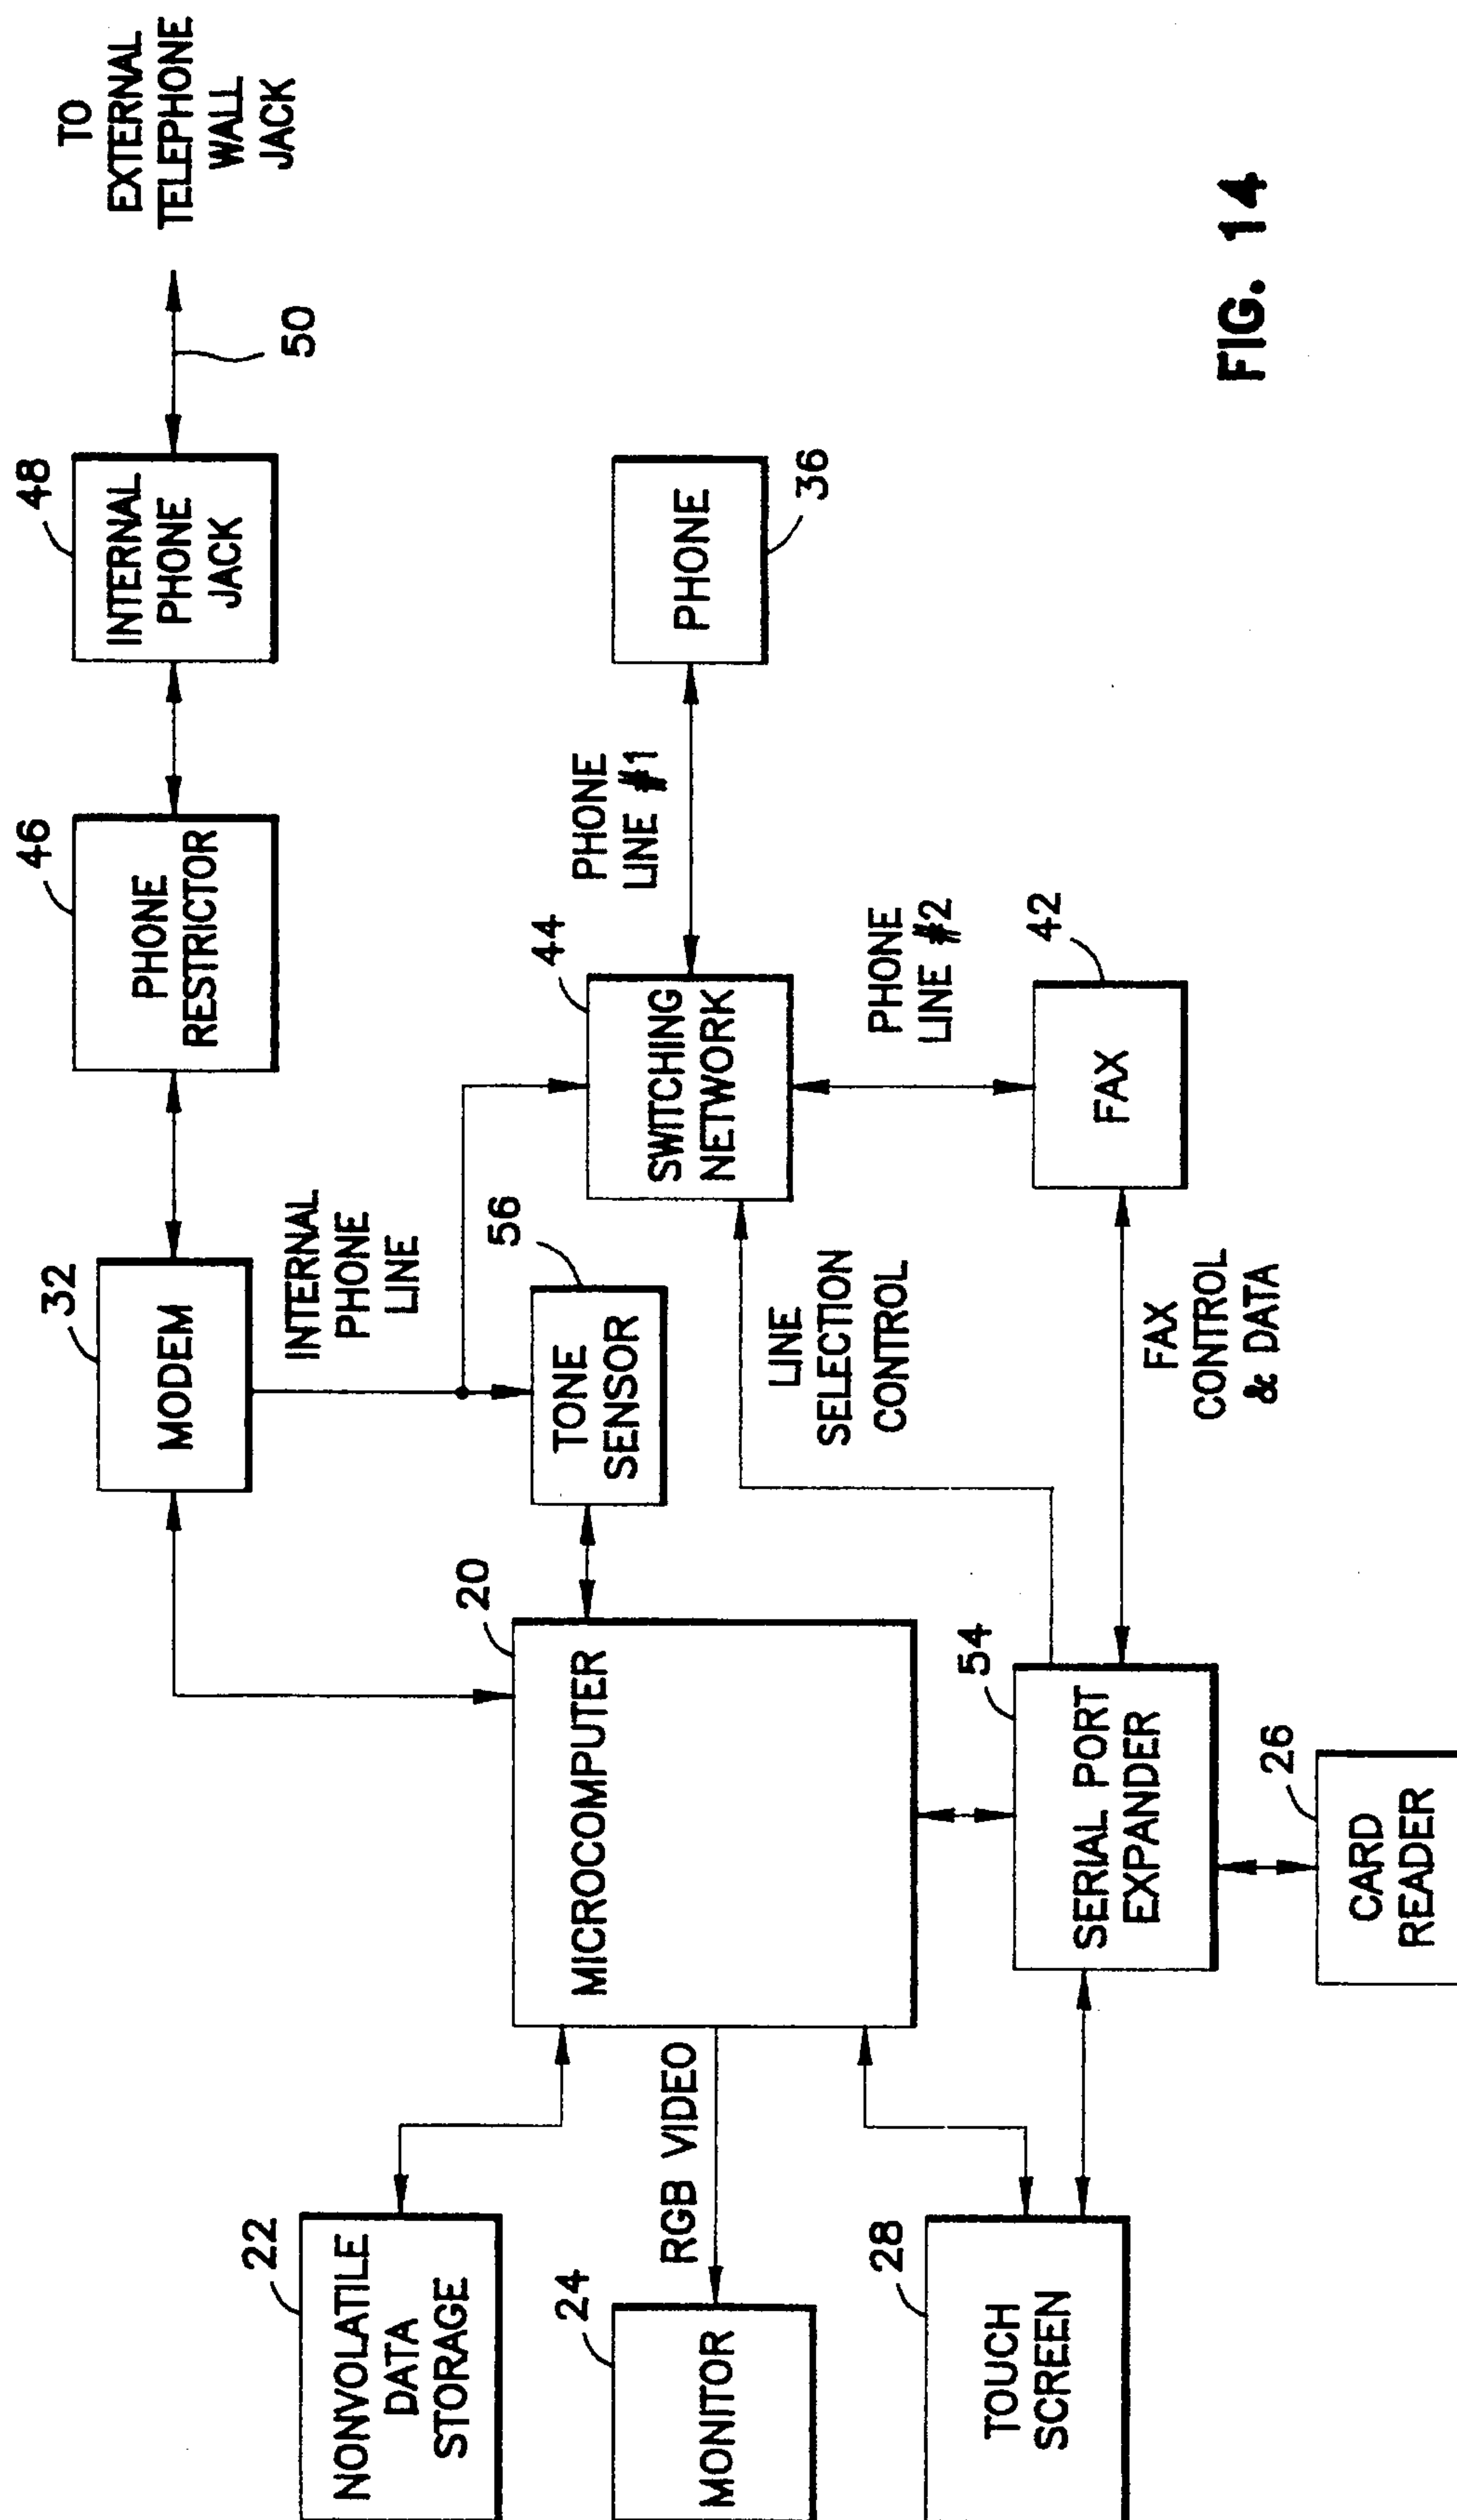 22
NONVOLATILE
DATA
STORAGE
24
MONITOR
RGB VIDEO
28
TOUCH
SCREEN
20
MICROCOMPUTER
54
SERIAL PORT
EXPANDER
26
CARD
READER
32
MODEM
INTERNAL
PHONE
LINE
56
TONE
SENSOR
LINE
SELECTION
CONTROL
FAX
CONTROL
& DATA
46
PHONE
RESTRICTOR
44
SWITCHING
NETWORK
PHONE
LINE #1
PHONE
LINE #2
42
FAX
48
INTERNAL
PHONE
JACK
36
PHONE
50
TO
EXTERNAL
TELEPHONE
WALL
JACK
FIG. 14